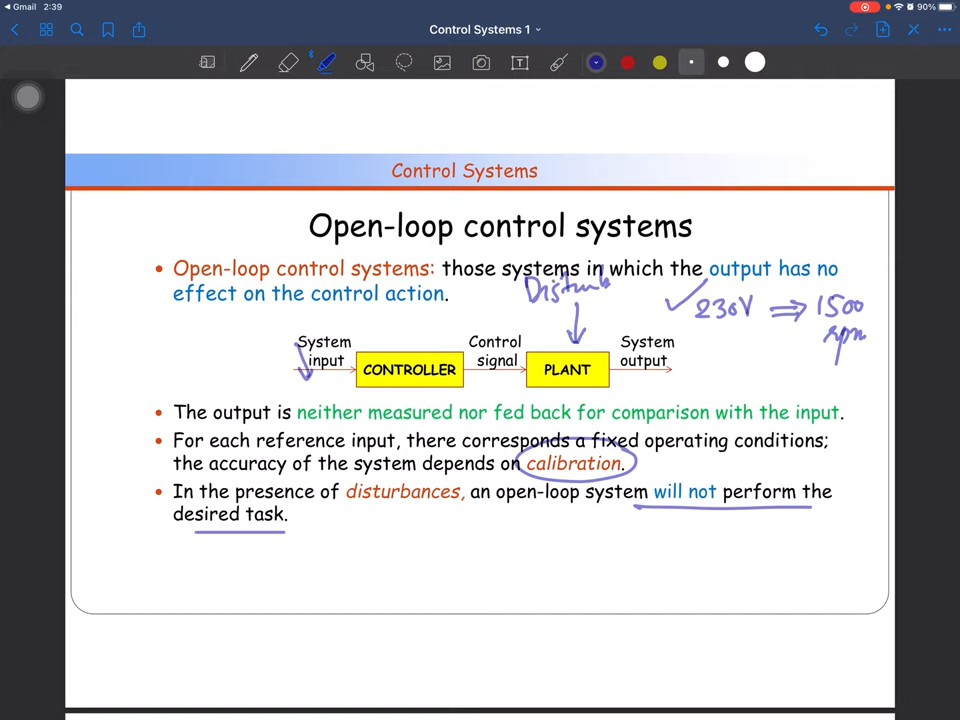 Gmail 2:39
90%
Control Systems 1
Control Systems
Open-loop control systems
• Open-loop control systems: those systems in which the output has no
effect on the control action.
Disturb
230V ⇒ 1500
rpm
System
input
CONTROLLER
Control
signal
PLANT
System
output
• The output is neither measured nor fed back for comparison with the input.
• For each reference input, there corresponds a fixed operating conditions;
the accuracy of the system depends on calibration.
• In the presence of disturbances, an open-loop system will not perform the
desired task.